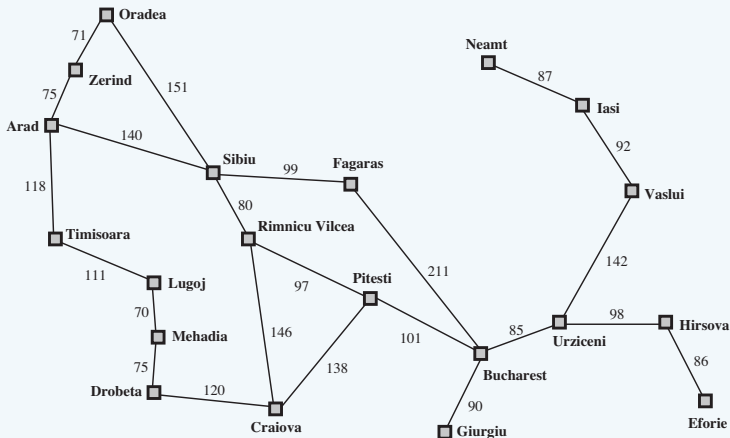 Oradea
71
Neamt
Zerind
87
75
151
Iasi
Arad
140
92
Sibiu
99
Fagaras
118
80
Vaslui
Rimnicu Vilcea
Timisoara
211
142
111
Lugoj
97
Pitesti
70
146
101
85
98
Hirsova
Mehadia
Urziceni
138
86
75
Bucharest
Drobeta
120
90
Craiova
Giurgiu
Eforie